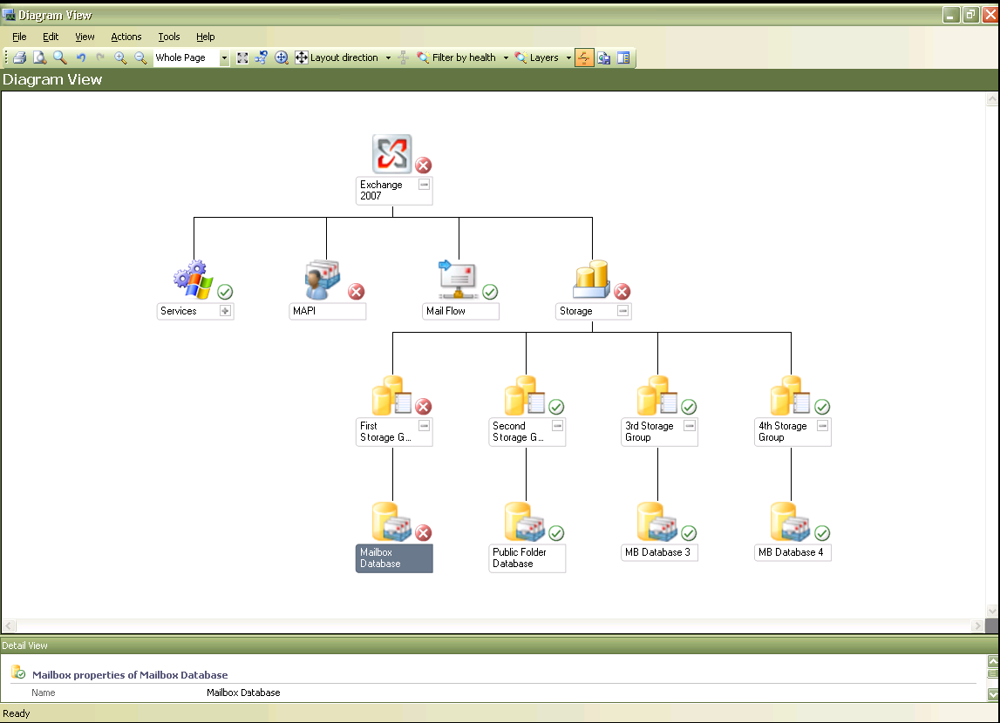 Diagram View
File Edit View Actions Tools Help
Whole Page Layout direction Filter by health Layers
Diagram View
Exchange
2007
Services MAPI Mail Flow Storage
First Second 3rd Storage 4th Storage
Storage G... Storage G... Group Group
Mailbox Public Folder MB Database 3 MB Database 4
Database Database
Detail View
Mailbox properties of Mailbox Database
Name Mailbox Database
Ready